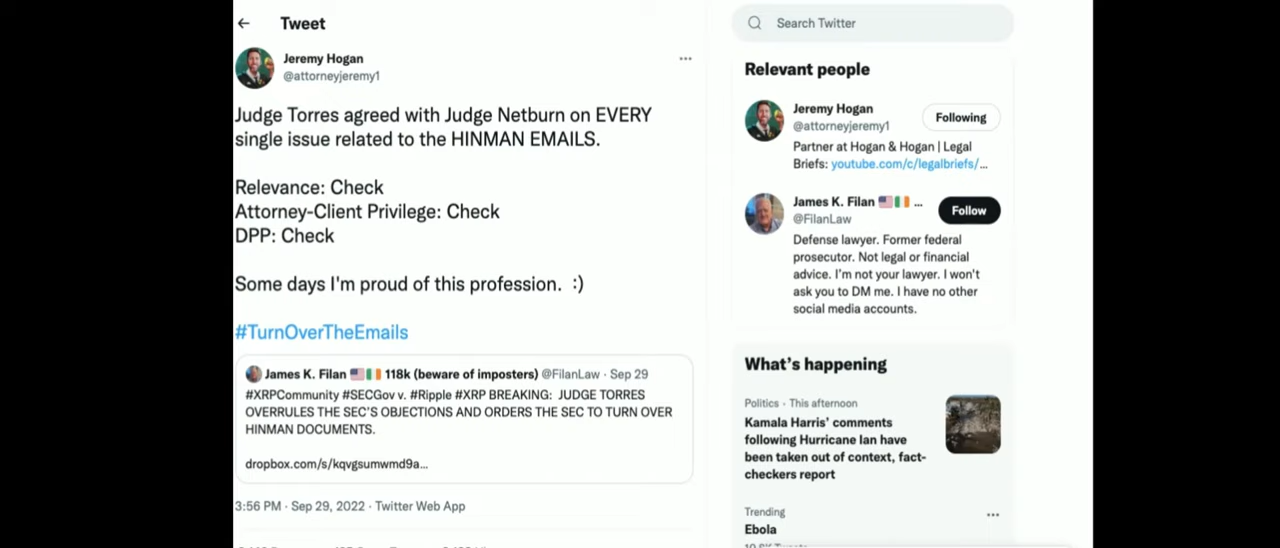 Tweet
Jeremy Hogan
@attorneyjeremy1
Judge Torres agreed with Judge Netburn on EVERY
single issue related to the HINMAN EMAILS.
Relevance: Check
Attorney-Client Privilege: Check
DPP: Check
Some days I'm proud of this profession. :)
#TurnOverTheEmails
James K. Filan 🇺🇸🇮🇪 118k (beware of imposters) @FilanLaw · Sep 29
#XRPCommunity #SECGov v. #Ripple #XRP BREAKING: JUDGE TORRES
OVERRULES THE SEC'S OBJECTIONS AND ORDERS THE SEC TO TURN OVER
HINMAN DOCUMENTS.
dropbox.com/s/kqvgsumwmd9a...
3:56 PM · Sep 29, 2022 · Twitter Web App
Search Twitter
Relevant people
Jeremy Hogan
@attorneyjeremy1
Following
Partner at Hogan & Hogan | Legal
Briefs: youtube.com/c/legalbriefs/...
James K. Filan 🇺🇸🇮🇪 ...
@FilanLaw
Follow
Defense lawyer. Former federal
prosecutor. Not legal or financial
advice. I'm not your lawyer. I won't
ask you to DM me. I have no other
social media accounts.
What's happening
Politics · This afternoon
Kamala Harris' comments
following Hurricane Ian have
been taken out of context, fact-
checkers report
Trending
Ebola